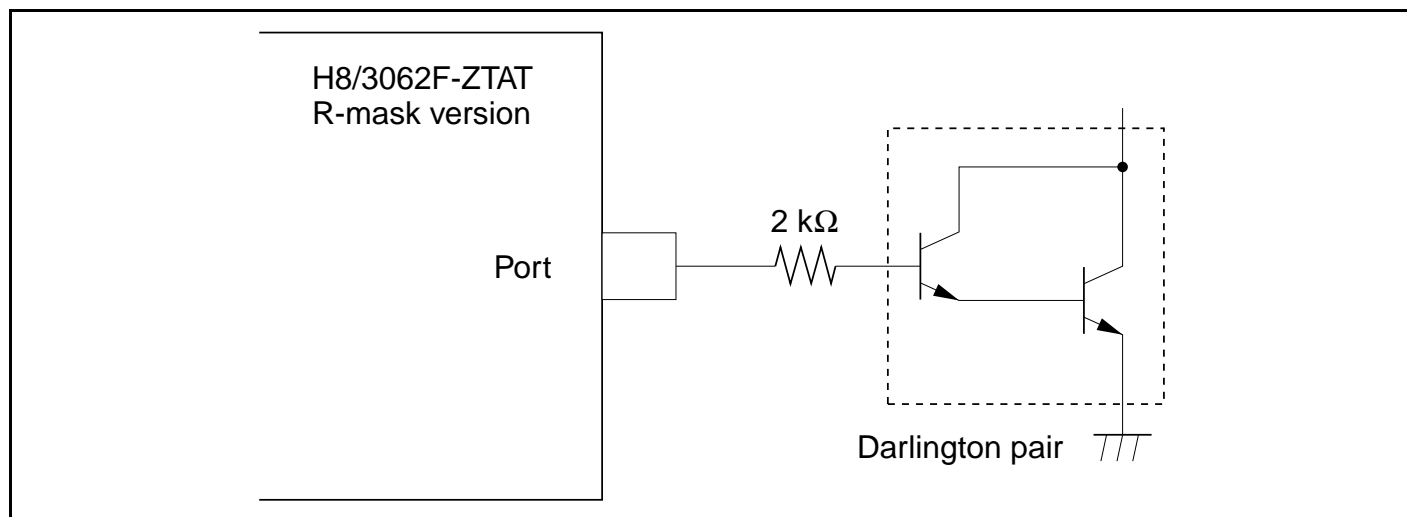 H8/3062F-ZTAT
R-mask version
2 kΩ
Port
Darlington pair